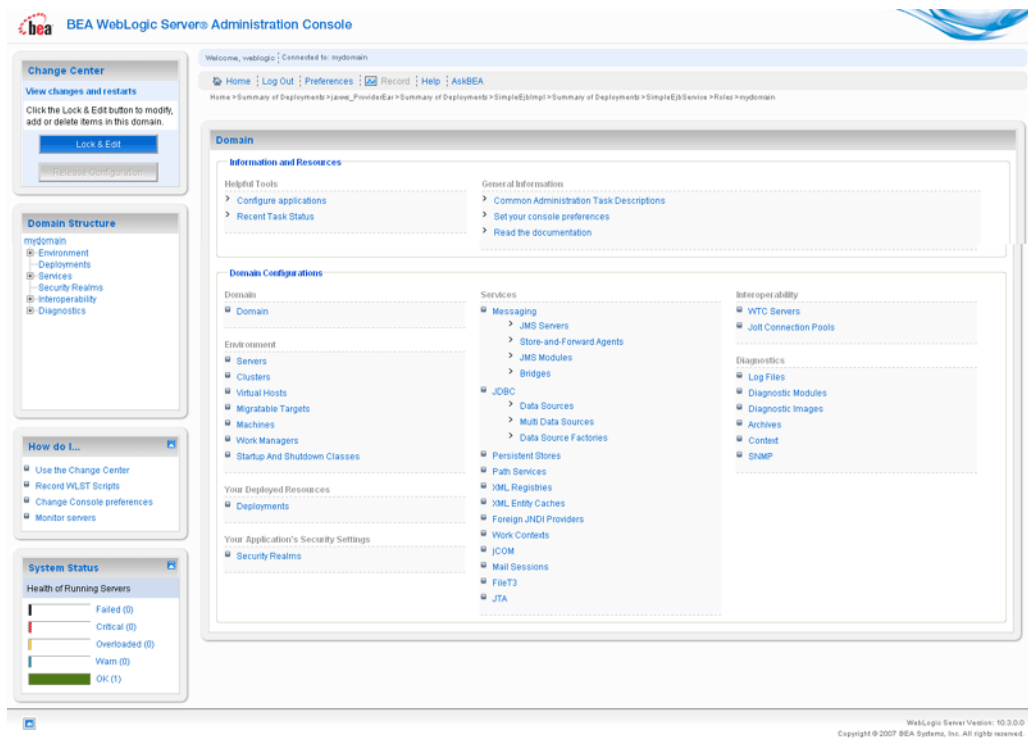 bea
BEA WebLogic Server® Administration Console
Change Center
View changes and restarts
Click the Lock & Edit button to modify,
add or delete items in this domain.
Lock & Edit
Release Configuration
Domain Structure
mydomain
Environment
Deployments
Services
Security Realms
Interoperability
Diagnostics
How do I...
Use the Change Center
Record WLST Scripts
Change Console preferences
Monitor servers
System Status
Health of Running Servers
Failed (0)
Critical (0)
Overloaded (0)
Warn (0)
OK (1)
Welcome, weblogic Connected to: mydomain
Home Log Out Preferences Record Help AskBEA
Home >Summary of Deployments >jaxws_ProviderEar >Summary of Deployments >SimpleEjbImpl >Summary of Deployments >SimpleEjbService >Roles >mydomain
Domain
Information and Resources
Helpful Tools
Configure applications
Recent Task Status
General Information
Common Administration Task Descriptions
Set your console preferences
Read the documentation
Domain Configurations
Domain
Domain
Environment
Servers
Clusters
Virtual Hosts
Migratable Targets
Machines
Work Managers
Startup And Shutdown Classes
Your Deployed Resources
Deployments
Your Application's Security Settings
Security Realms
Services
Messaging
JMS Servers
Store-and-Forward Agents
JMS Modules
Bridges
JDBC
Data Sources
Multi Data Sources
Data Source Factories
Persistent Stores
Path Services
XML Registries
XML Entity Caches
Foreign JNDI Providers
Work Contexts
jCOM
Mail Sessions
FileT3
JTA
Interoperability
WTC Servers
Jolt Connection Pools
Diagnostics
Log Files
Diagnostic Modules
Diagnostic Images
Archives
Context
SNMP
WebLogic Server Version: 10.3.0.0
Copyright © 2007 BEA Systems, Inc. All rights reserved.